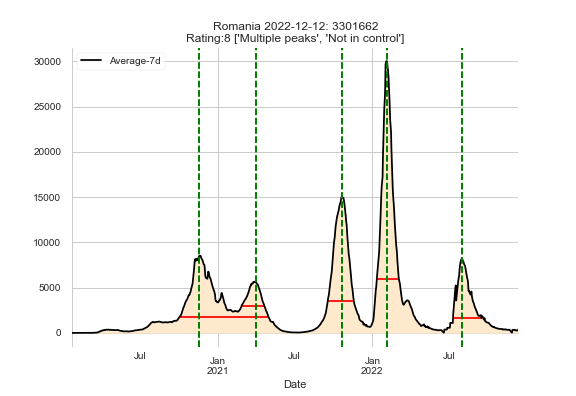 Romania 2022-12-12: 3301662
Rating:8 ['Multiple peaks', 'Not in control']
Average-7d
30000
25000
20000
15000
10000
5000
0
Jul
Jan
2021
Jul
Jan
2022
Jul
Date